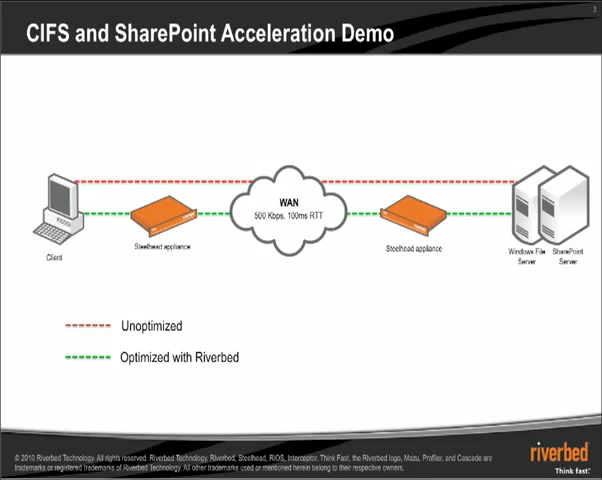 3
CIFS and SharePoint Acceleration Demo
WAN
500 Kbps, 100ms RTT
Client
Steelhead appliance
Steelhead appliance
Windows File
Server
SharePoint
Server
Unoptimized
Optimized with Riverbed
© 2010 Riverbed Technology. All rights reserved. Riverbed Technology, Riverbed, Steelhead, RiOS, Interceptor, Think Fast, the Riverbed logo, Mazu, Profiler, and Cascade are
trademarks or registered trademarks of Riverbed Technology. All other trademarks used or mentioned herein belong to their respective owners.
riverbed
Think fast.